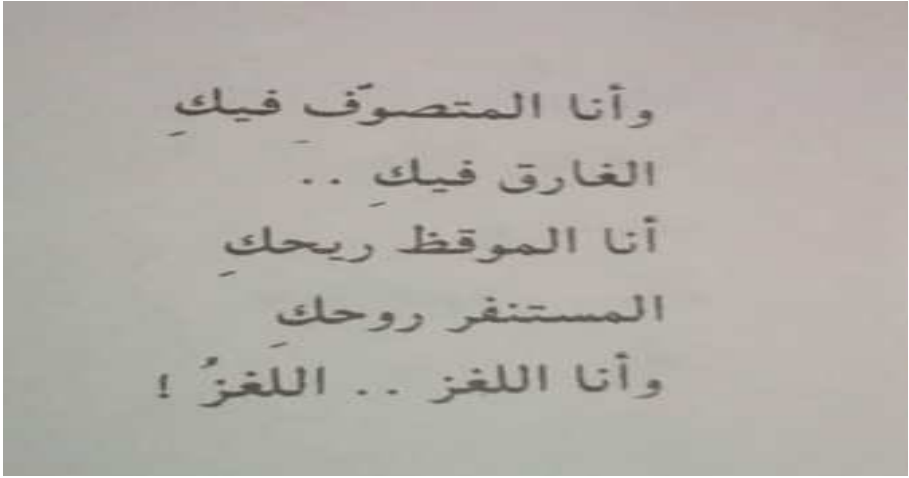 وأنا المتصوّفِ فيكِ
الغارق فيكِ ..
أنا الموقظ ريحكِ
المستنفر روحكِ
وأنا اللغز .. اللغزُ !